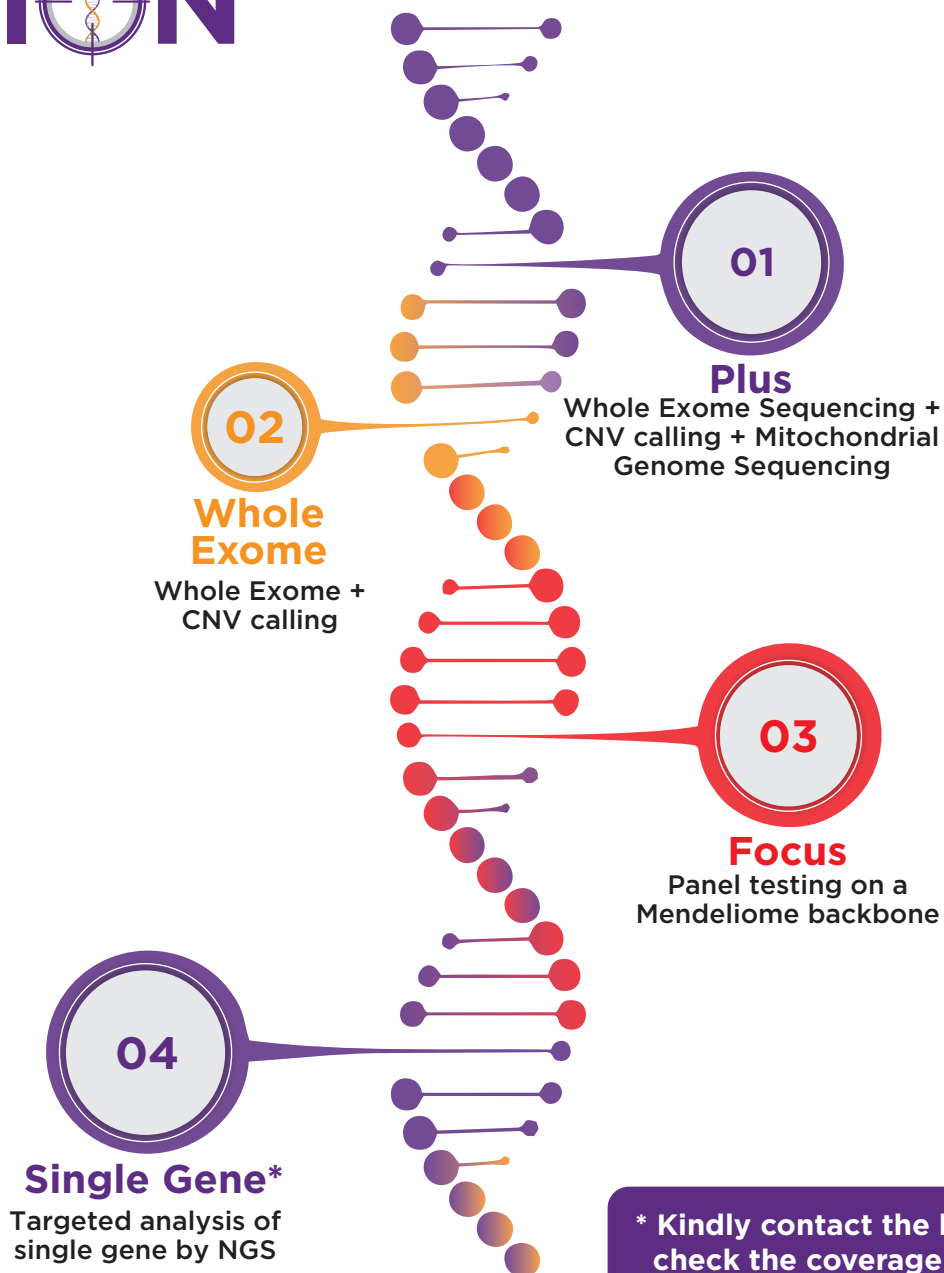 01
Plus
Whole Exome Sequencing +
CNV calling + Mitochondrial
Genome Sequencing
02
Whole
Exome
Whole Exome +
CNV calling
03
Focus
Panel testing on a
Mendeliome backbone
04
Single Gene*
Targeted analysis of
single gene by NGS
* Kindly contact the
check the coverage